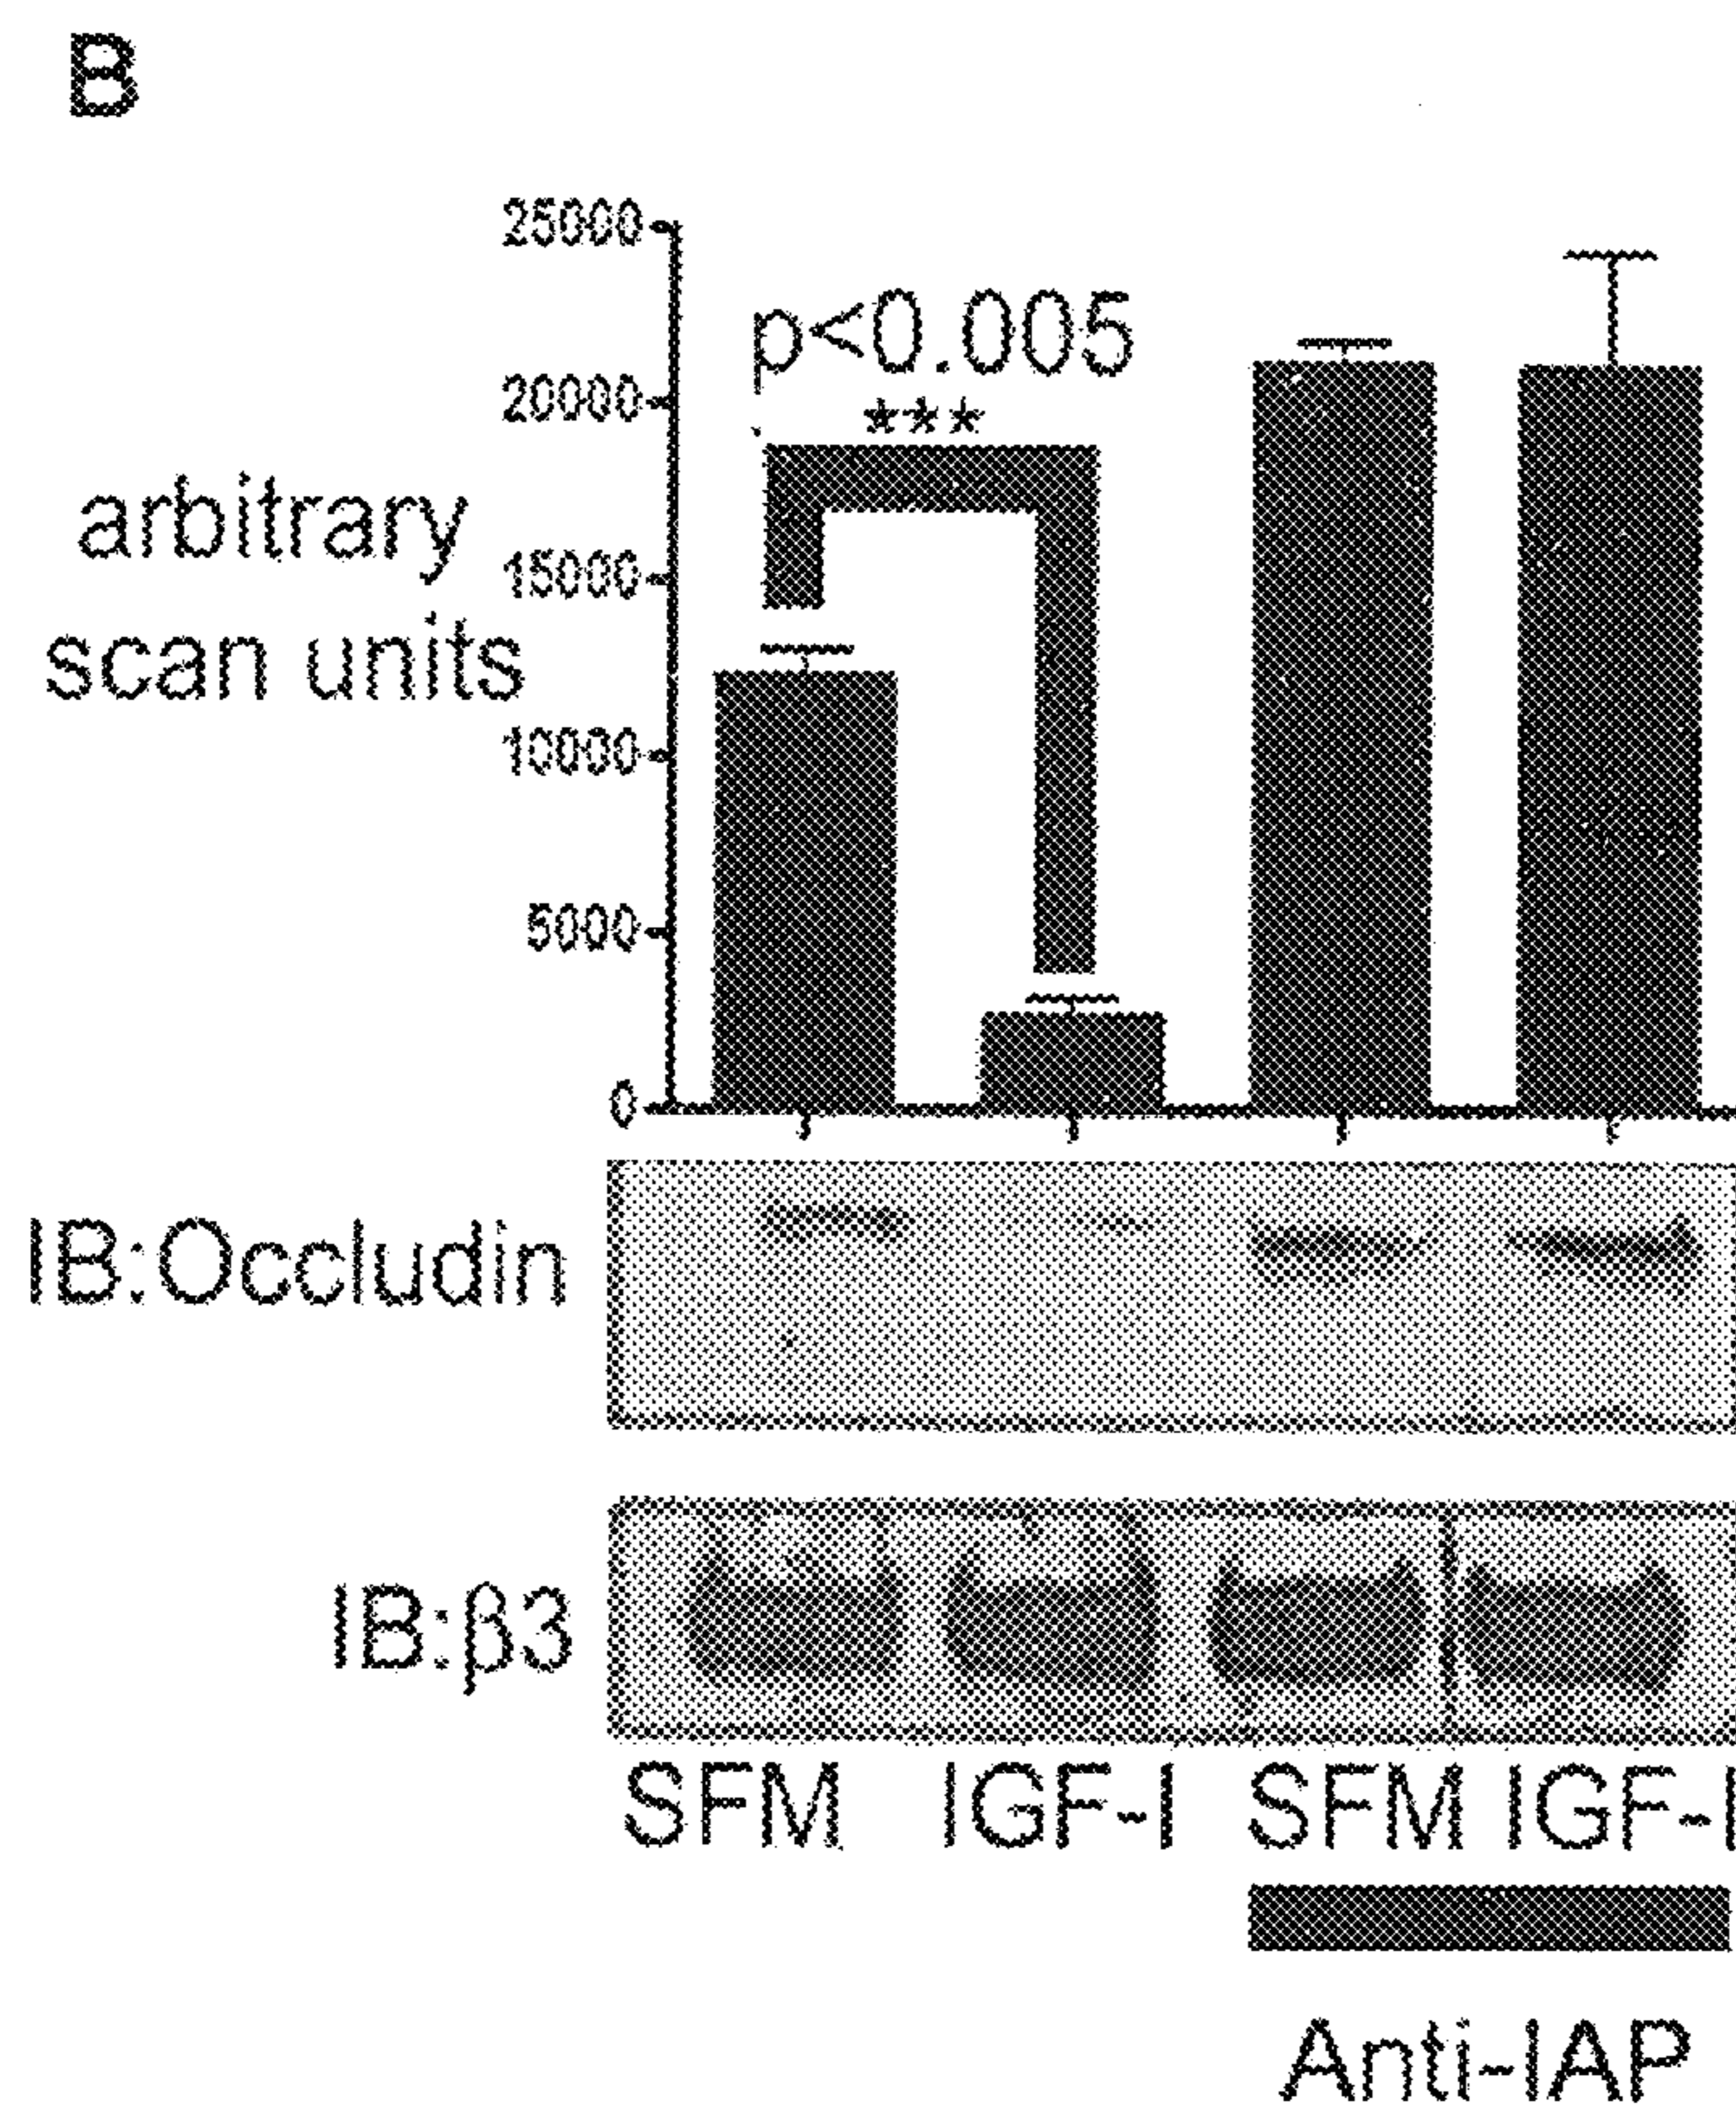 B
25000
p<0.005
20000
***
arbitrary
scan units
15000
10000
5000
0
IB:Occludin
IB:β3
SFM IGF-I SFM IGF-I
Anti-IAP